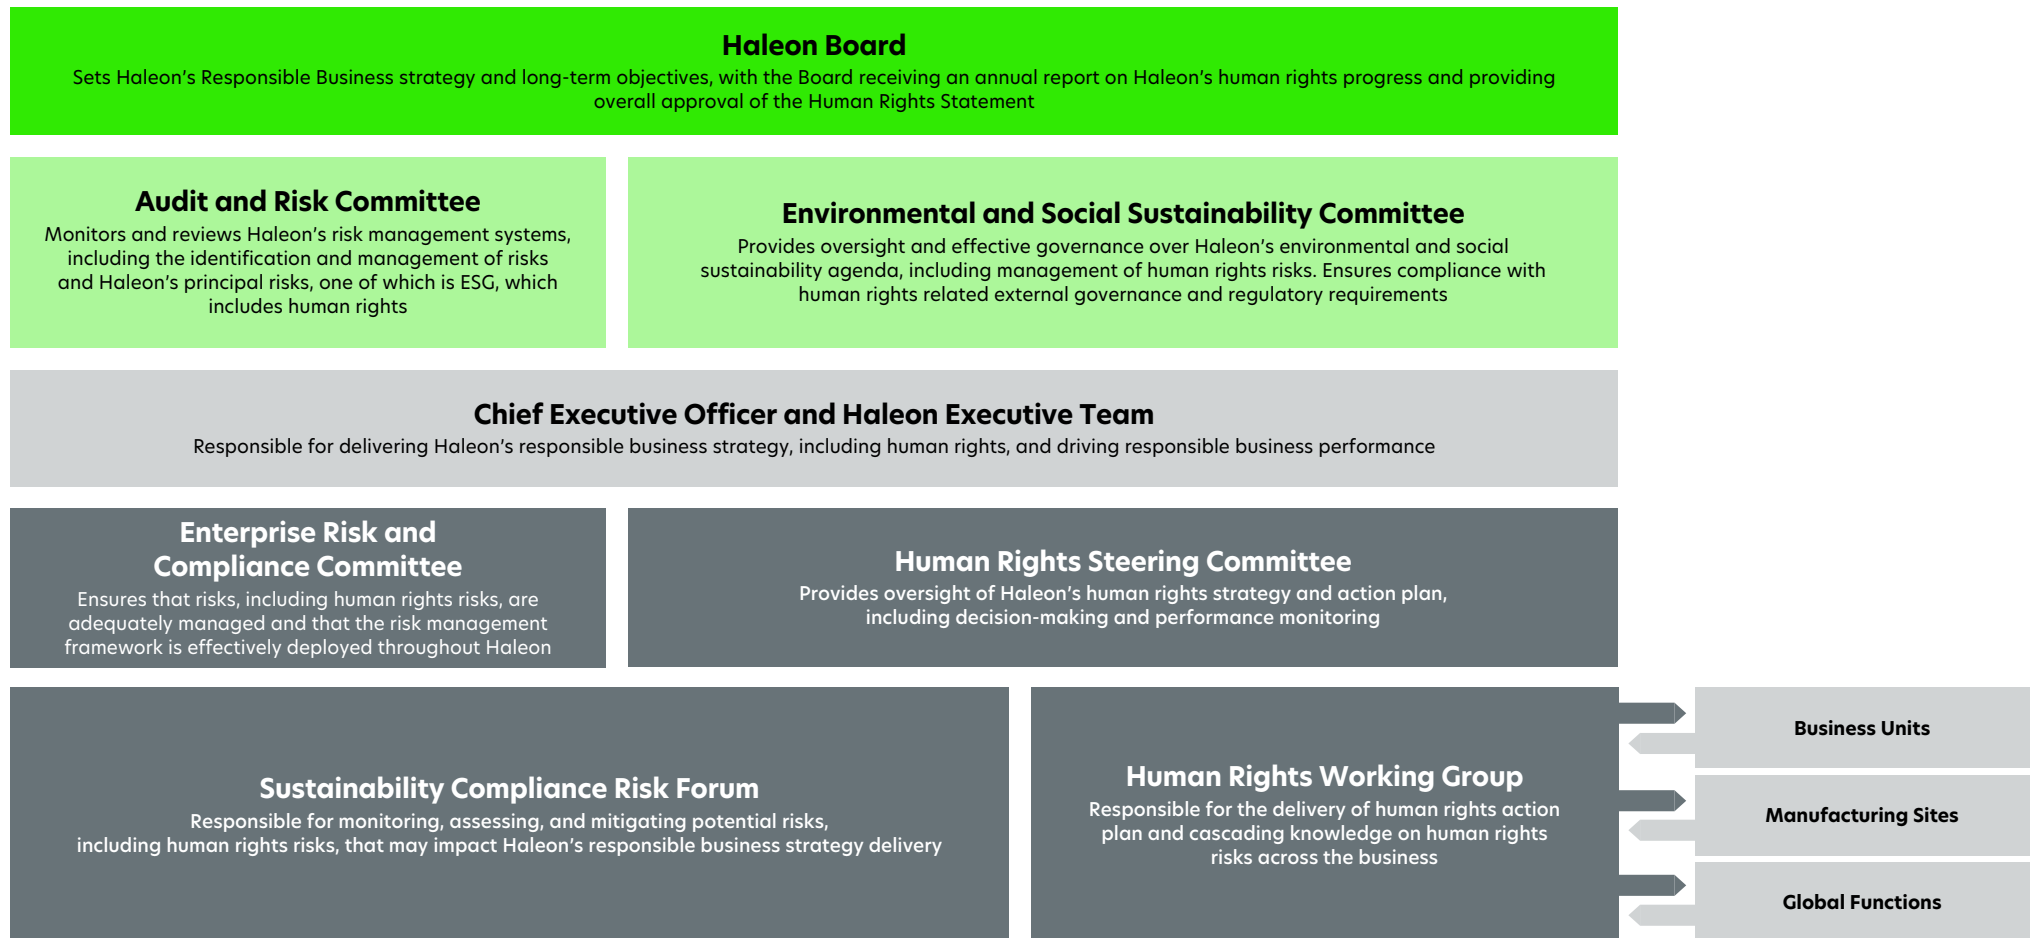 Haleon Board
Sets Haleon’s Responsible Business strategy and long-term objectives, with the Board receiving an annual report on Haleon’s human rights progress and providing
overall approval of the Human Rights Statement
Audit and Risk Committee
Monitors and reviews Haleon’s risk management systems,
including the identification and management of risks
and Haleon’s principal risks, one of which is ESG, which
includes human rights
Environmental and Social Sustainability Committee
Provides oversight and effective governance over Haleon’s environmental and social
sustainability agenda, including management of human rights risks. Ensures compliance with
human rights related external governance and regulatory requirements
Chief Executive Officer and Haleon Executive Team
Responsible for delivering Haleon’s responsible business strategy, including human rights, and driving responsible business performance
Enterprise Risk and
Compliance Committee
Ensures that risks, including human rights risks, are
adequately managed and that the risk management
framework is effectively deployed throughout Haleon
Human Rights Steering Committee
Provides oversight of Haleon’s human rights strategy and action plan,
including decision-making and performance monitoring
Sustainability Compliance Risk Forum
Responsible for monitoring, assessing, and mitigating potential risks,
including human rights risks, that may impact Haleon’s responsible business strategy delivery
Human Rights Working Group
Responsible for the delivery of human rights action
plan and cascading knowledge on human rights
risks across the business
Business Units
Manufacturing Sites
Global Functions